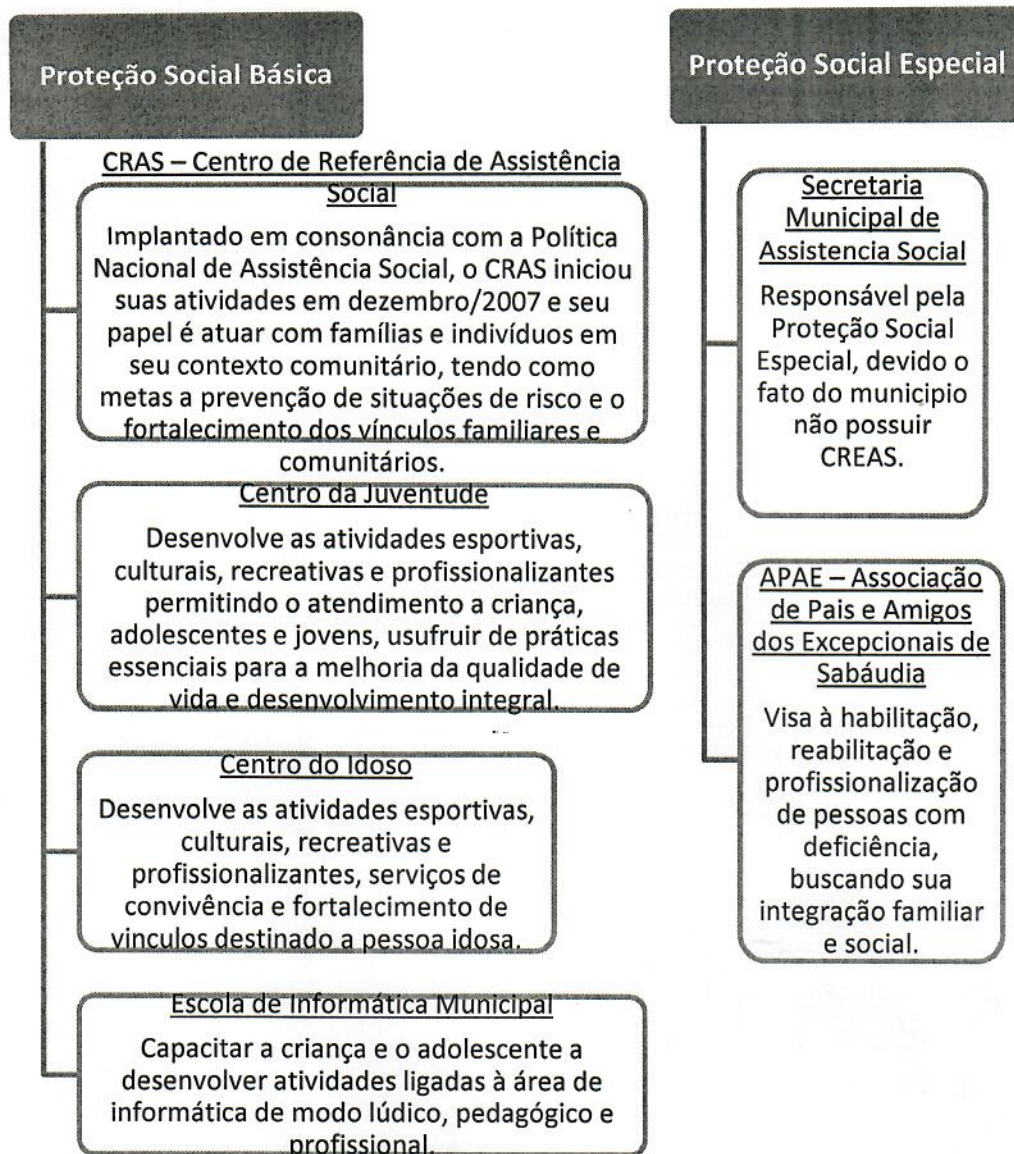 Proteção Social Básica
CRAS – Centro de Referência de Assistência
Social
Implantado em consonância com a Política
Nacional de Assistência Social, o CRAS iniciou
suas atividades em dezembro/2007 e seu
papel é atuar com famílias e indivíduos em
seu contexto comunitário, tendo como
metas a prevenção de situações de risco e o
fortalecimento dos vínculos familiares e
comunitários.
Centro da Juventude
Desenvolve as atividades esportivas,
culturais, recreativas e profissionalizantes
permitindo o atendimento a criança,
adolescentes e jovens, usufruir de práticas
essenciais para a melhoria da qualidade de
vida e desenvolvimento integral.
Centro do Idoso
Desenvolve as atividades esportivas,
culturais, recreativas e
profissionalizantes, serviços de
convivência e fortalecimento de
vinculos destinado a pessoa idosa.
Escola de Informática Municipal
Capacitar a criança e o adolescente a
desenvolver atividades ligadas à área de
informática de modo lúdico, pedagógico e
profissional.
Proteção Social Especial
Secretaria
Municipal de
Assistencia Social
Responsável pela
Proteção Social
Especial, devido o
fato do municipio
não possuir
CREAS.
APAE – Associação
de Pais e Amigos
dos Excepcionais de
Sabáudia
Visa à habilitação,
reabilitação e
profissionalização
de pessoas com
deficiência,
buscando sua
integração familiar
e social.